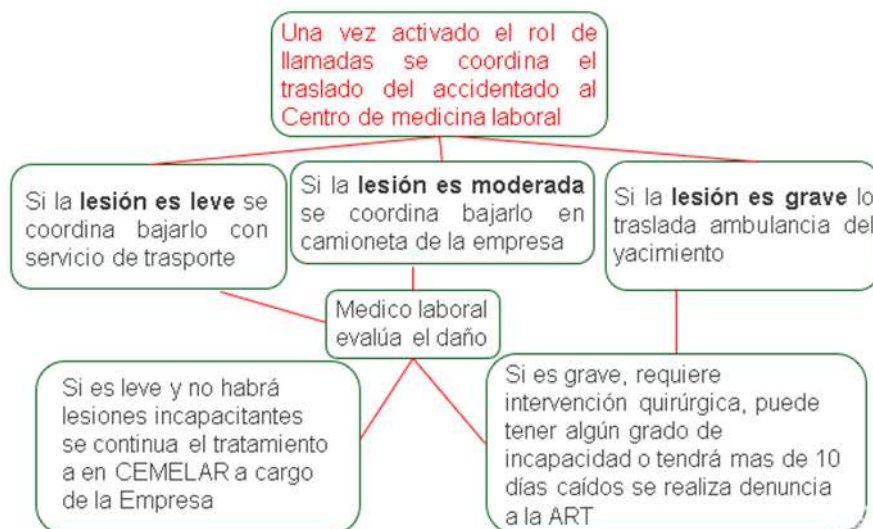 Una vez activado el rol de
llamadas se coordina el
traslado del accidentado al
Centro de medicina laboral
Si la lesión es leve se
coordina bajarlo con
servicio de trasporte
Si la lesión es moderada
se coordina bajarlo en
camioneta de la empresa
Si la lesión es grave lo
traslada ambulancia del
yacimiento
Medico laboral
evalúa el daño
Si es leve y no habrá
lesiones incapacitantes
se continua el tratamiento
a en CEMELAR a cargo
de la Empresa
Si es grave, requiere
intervención quirúrgica, puede
tener algún grado de
incapacidad o tendrá mas de 10
días caídos se realiza denuncia
a la ART